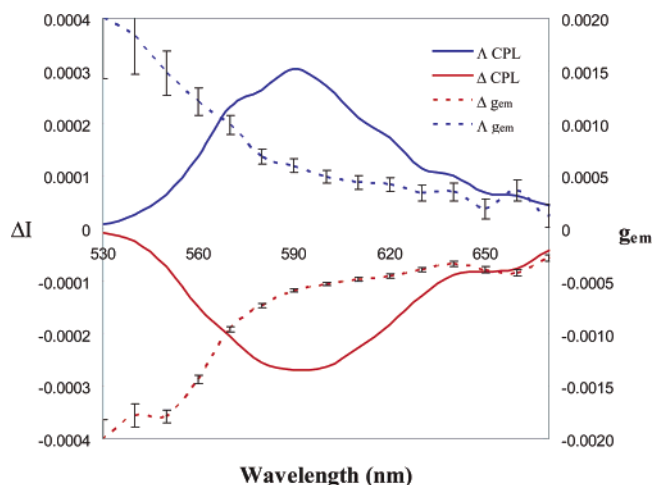 0.0004
0.0003
0.0002
0.0001
0
-0.0001
-0.0002
-0.0003
-0.0004
ΔI
530 560 590 620 650
0.0020
0.0015
0.0010
0.0005
0
-0.0005
-0.0010
-0.0015
-0.0020
gem
Λ CPL
Δ CPL
Δ gem
Λ gem
Wavelength (nm)